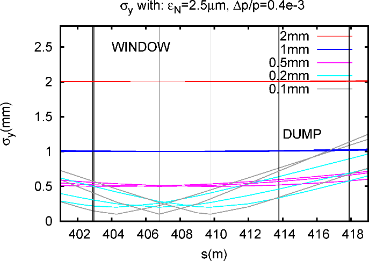 σy with: εN=2.5μm, Δp/p=0.4e-3
2.5
2
1.5
1
0.5
0
σy(mm)
WINDOW
2mm
1mm
0.5mm
0.2mm
0.1mm
DUMP
402 404 406 408 410 412 414 416 418
s(m)